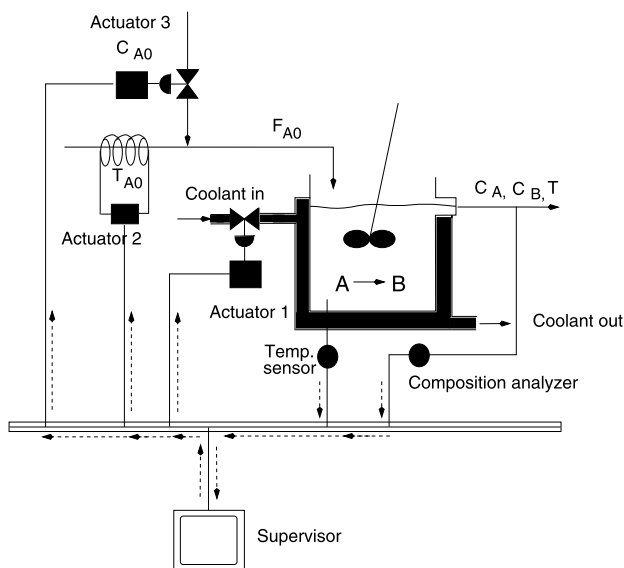 Actuator 3
C A0
F A0
T A0
Actuator 2
Coolant in
Actuator 1
C A, C B, T
A B
Coolant out
Temp.
sensor
Composition analyzer
Supervisor